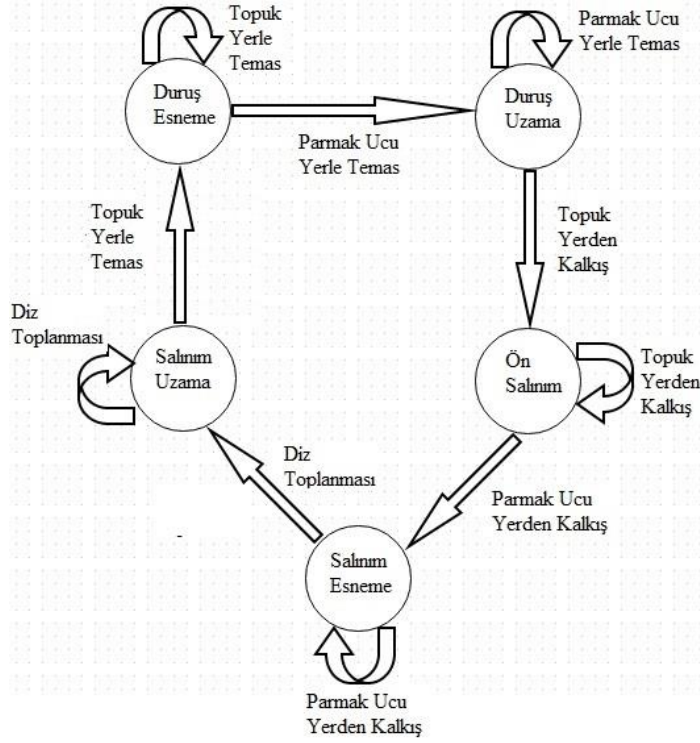 Topuk
Yerle
Temas
Parmak Ucu
Yerle Temas
Duruş
Esneme
Duruş
Uzama
Parmak Ucu
Yerle Temas
Topuk
Yerle
Temas
Topuk
Yerden
Kalkış
Diz
Toplanması
Salınım
Uzama
Ön
Salınım
Topuk
Yerden
Kalkış
Diz
Toplanması
Parmak Ucu
Yerden Kalkış
Salınım
Esneme
Parmak Ucu
Yerden Kalkış